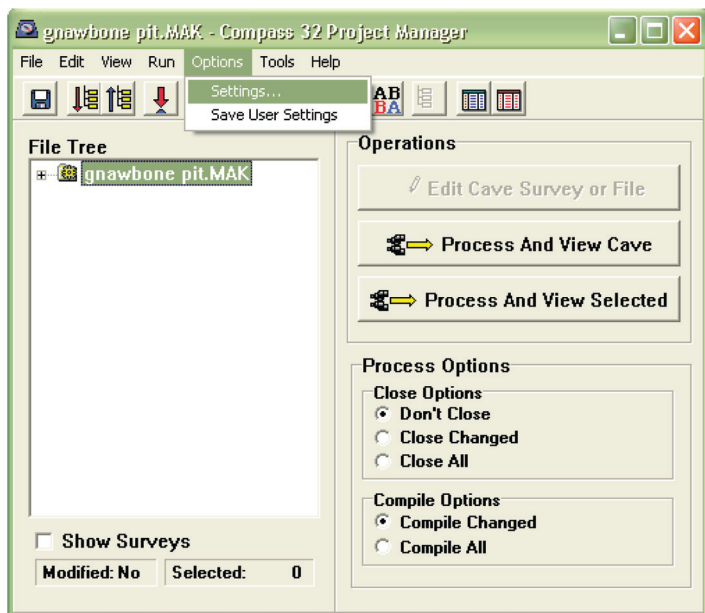 gnawbone pit.MAK - Compass 32 Project Manager
File Edit View Run Options Tools Help
Settings...
Save User Settings
AB
BA
File Tree
gnawbone pit.MAK
Show Surveys
Modified: No Selected: 0
Operations
Edit Cave Survey or File
Process And View Cave
Process And View Selected
Process Options
Close Options
Don't Close
Close Changed
Close All
Compile Options
Compile Changed
Compile All